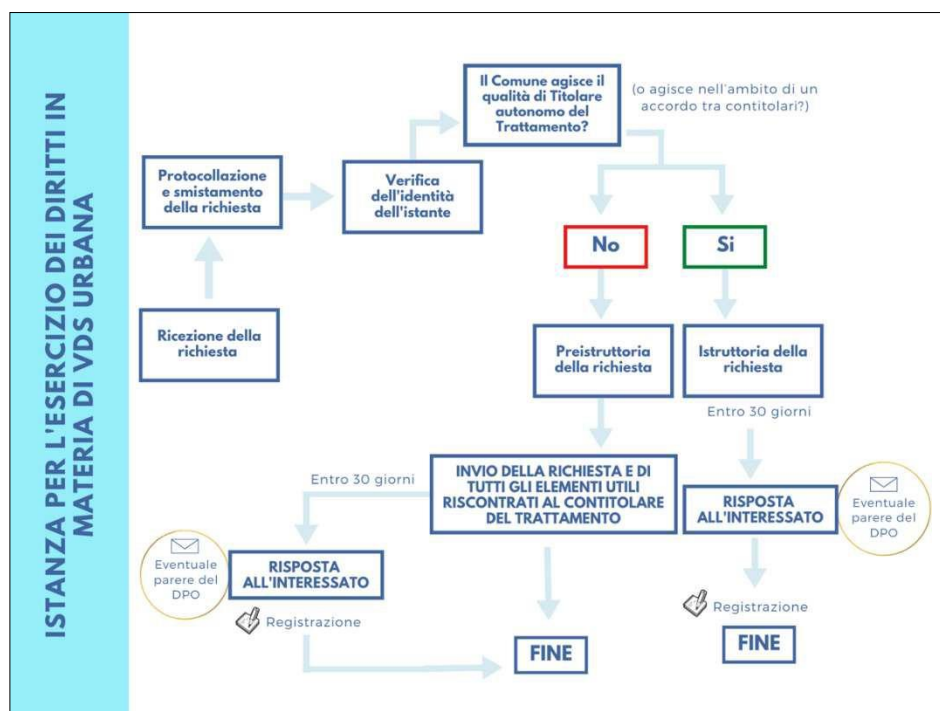 ISTANZA PER L'ESERCIZIO DEI DIRITTI IN
MATERIA DI VDS URBANA
Il Comune agisce il
qualità di Titolare
autonomo del
Trattamento?
(o agisce nell'ambito di un
accordo tra contitolari?)
Protocollazione
e smistamento
della richiesta
Verifica
dell'identità
dell'istante
No
Si
Ricezione della
richiesta
Preistruttoria
della richiesta
Istruttoria della
richiesta
Entro 30 giorni
Entro 30 giorni
INVIO DELLA RICHIESTA E DI
TUTTI GLI ELEMENTI UTILI
RISCONTRATI AL CONTITOLARE
DEL TRATTAMENTO
RISPOSTA
ALL'INTERESSATO
Eventuale
parere del
DPO
Eventuale
parere del
DPO
RISPOSTA
ALL'INTERESSATO
Registrazione
Registrazione
FINE
FINE